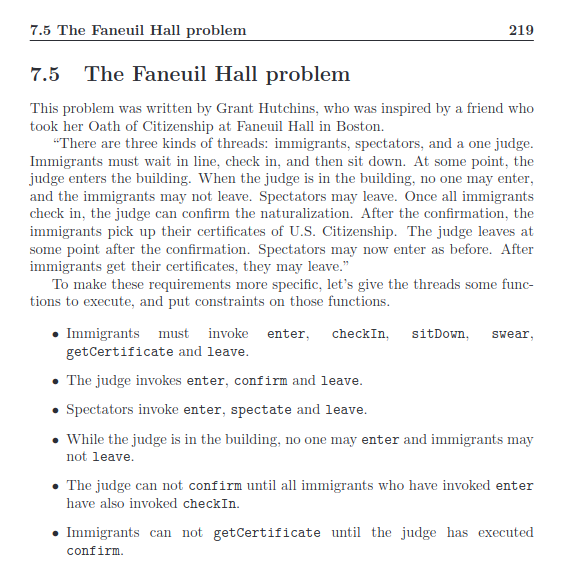 7.5 The Faneuil Hall problem 219
7.5 The Faneuil Hall problem
This problem was written by Grant Hutchins, who was inspired by a friend who
took her Oath of Citizenship at Faneuil Hall in Boston.
“There are three kinds of threads: immigrants, spectators, and a one judge.
Immigrants must wait in line, check in, and then sit down. At some point, the
judge enters the building. When the judge is in the building, no one may enter,
and the immigrants may not leave. Spectators may leave. Once all immigrants
check in, the judge can confirm the naturalization. After the confirmation, the
immigrants pick up their certificates of U.S. Citizenship. The judge leaves at
some point after the confirmation. Spectators may now enter as before. After
immigrants get their certificates, they may leave.”
To make these requirements more specific, let’s give the threads some func-
tions to execute, and put constraints on those functions.
• Immigrants must invoke enter, checkIn, sitDown, swear,
getCertificate and leave.
• The judge invokes enter, confirm and leave.
• Spectators invoke enter, spectate and leave.
• While the judge is in the building, no one may enter and immigrants may
not leave.
• The judge can not confirm until all immigrants who have invoked enter
have also invoked checkIn.
• Immigrants can not getCertificate until the judge has executed
confirm.